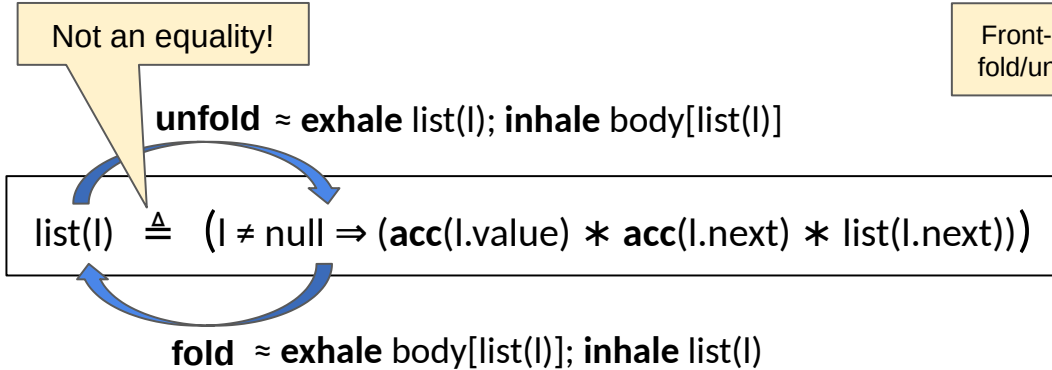 Not an equality!
Front-
fold/un
unfold ≈ exhale list(l); inhale body[list(l)]
list(l) ≜ (l ≠ null ⇒ (acc(l.value) ∗ acc(l.next) ∗ list(l.next)))
fold ≈ exhale body[list(l)]; inhale list(l)